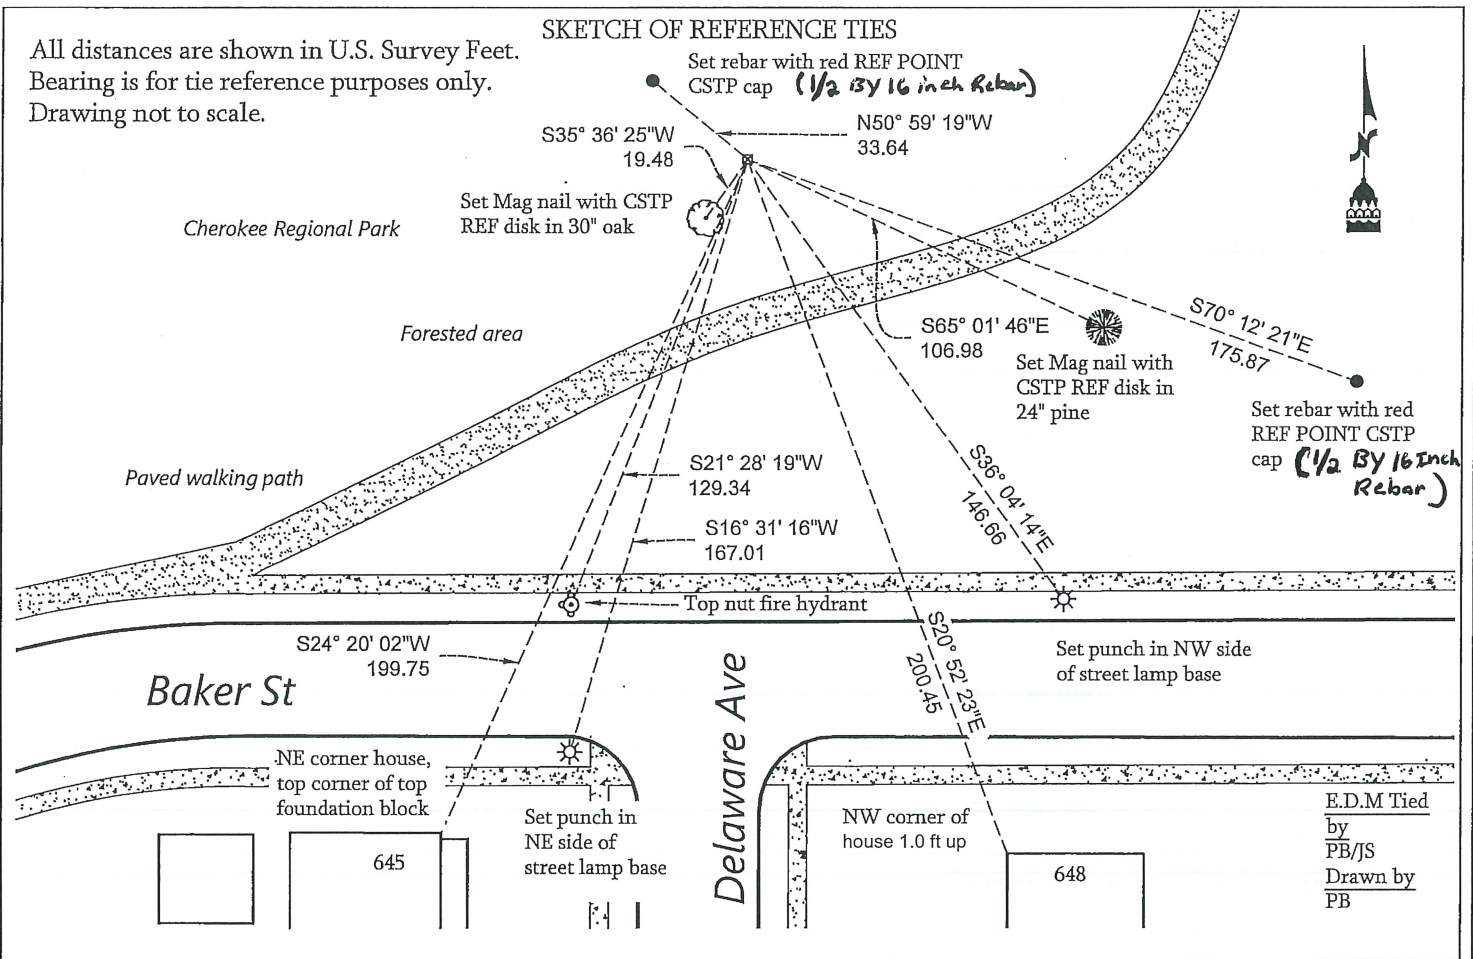 SKETCH OF REFERENCE TIES
All distances are shown in U.S. Survey Feet.
Bearing is for tie reference purposes only.
Drawing not to scale.
Set rebar with red REF POINT
CSTP cap (1/2 BY 16 inch Rebar)
S35° 36' 25"W
19.48
N50° 59' 19"W
33.64
N
Set Mag nail with CSTP
REF disk in 30" oak
Cherokee Regional Park
Forested area
S65° 01' 46"E
106.98
S70° 12' 21"E
175.87
Set Mag nail with
CSTP REF disk in
24" pine
Set rebar with red
REF POINT CSTP
cap (1/2 BY 16 Inch
Rebar)
Paved walking path
S21° 28' 19"W
129.34
S16° 31' 16"W
167.01
S36° 04' 14"E
146.66
Top nut fire hydrant
S24° 20' 02"W
199.75
S20° 52' 23"E
200.45
Set punch in NW side
of street lamp base
Baker St
Delaware Ave
NE corner house,
top corner of top
foundation block
645
Set punch in
NE side of
street lamp base
NW corner of
house 1.0 ft up
648
E.D.M Tied
by
PB/JS
Drawn by
PB